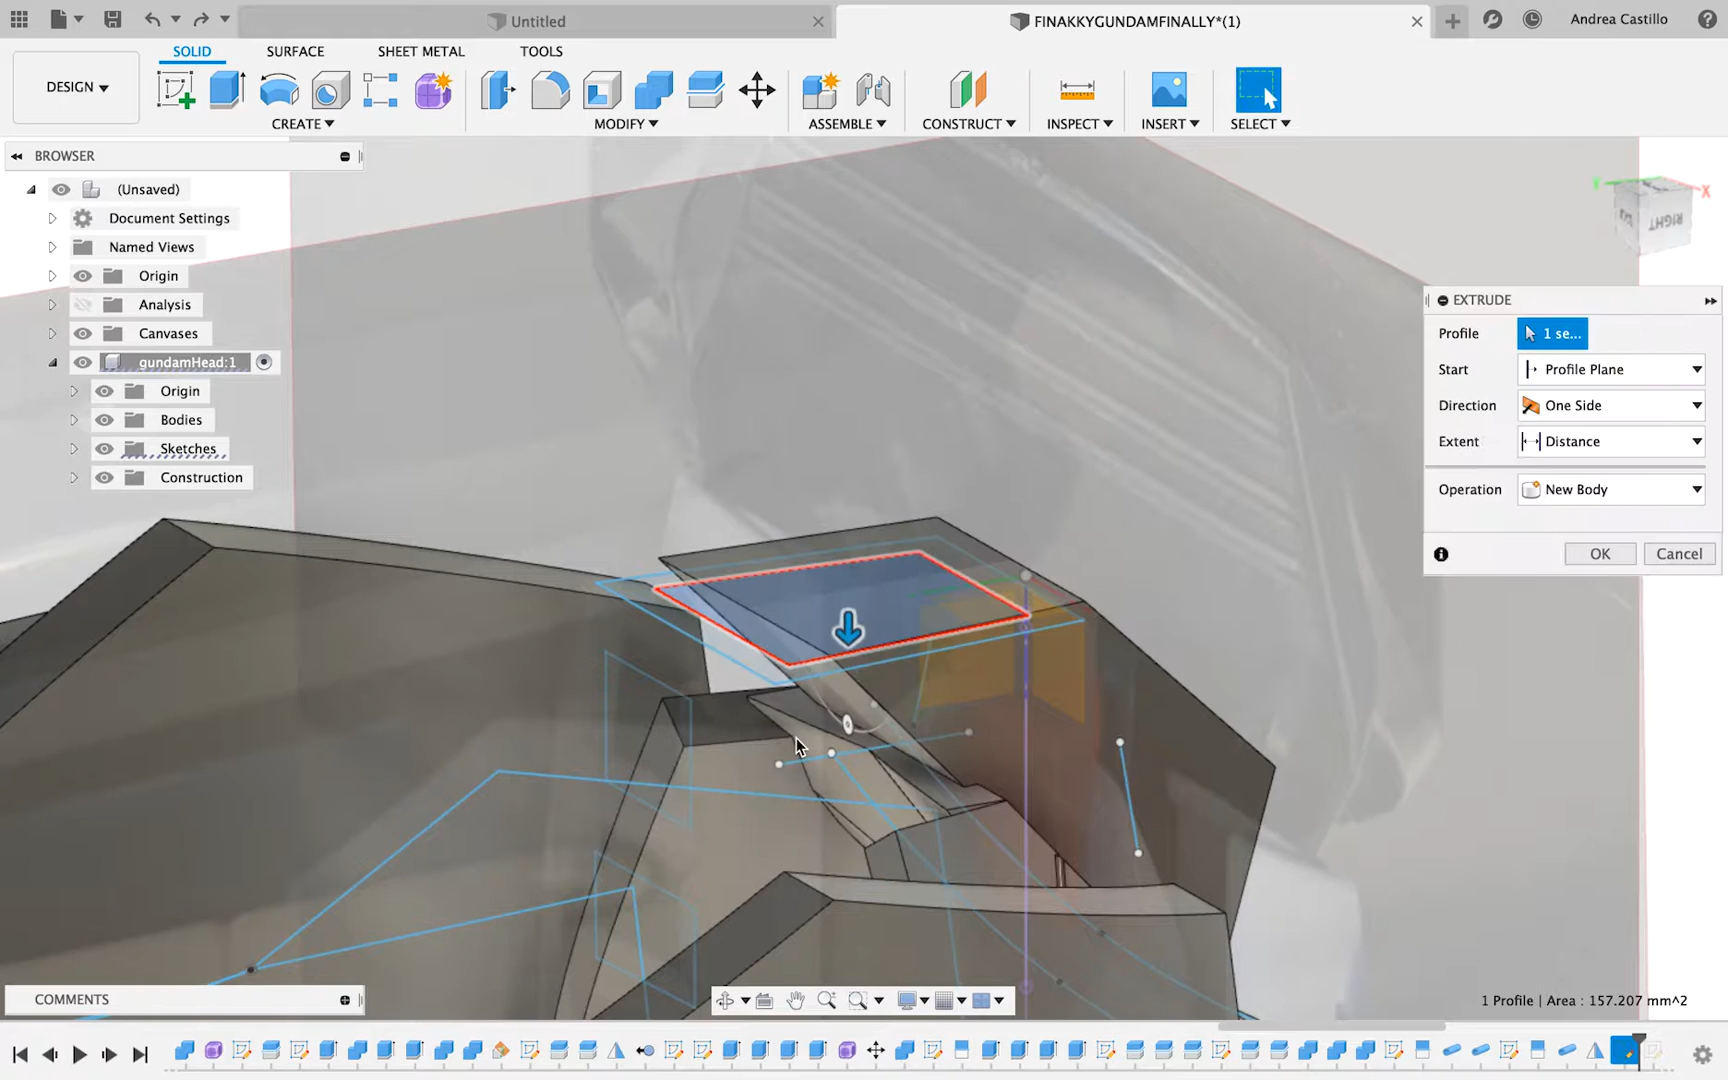 Untitled
FINAKKYGUNDAMFINALLY*(1)
Andrea Castillo
SOLID
SURFACE
SHEET METAL
TOOLS
DESIGN
CREATE
MODIFY
ASSEMBLE
CONSTRUCT
INSPECT
INSERT
SELECT
BROWSER
(Unsaved)
Document Settings
Named Views
Origin
Analysis
Canvases
gundamHead:1
Origin
Bodies
Sketches
Construction
X
RIGHT
EXTRUDE
Profile
1 se...
Start
Profile Plane
Direction
One Side
Extent
Distance
Operation
New Body
OK
Cancel
COMMENTS
1 Profile | Area : 157.207 mm^2